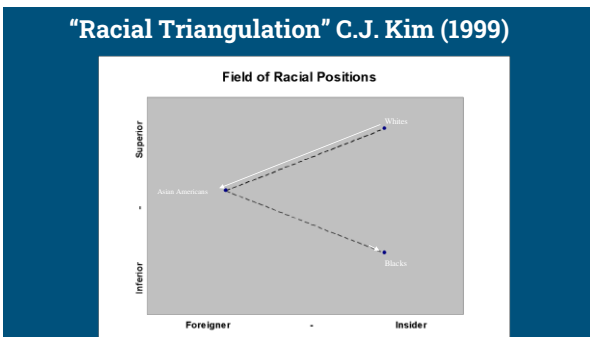 “Racial Triangulation” C.J. Kim (1999)
Field of Racial Positions
Superior
-
Inferior
Whites
Asian Americans
Blacks
Foreigner - Insider